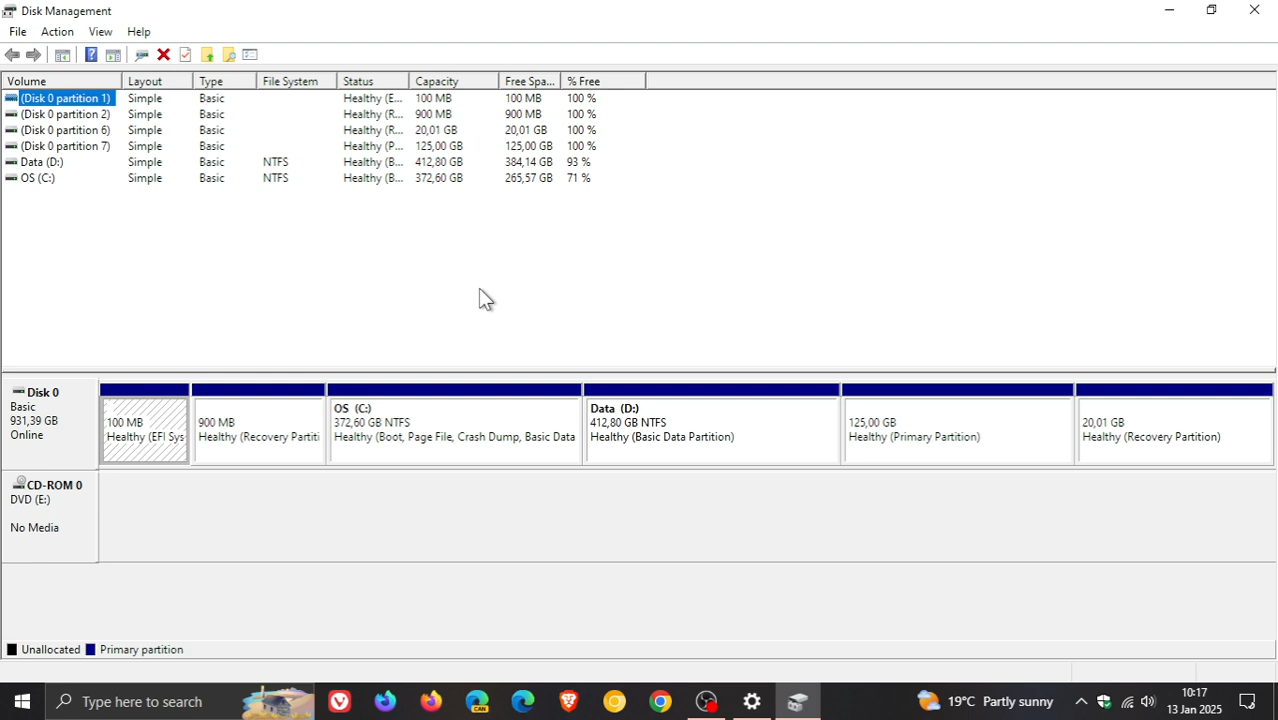 Disk Management
File Action View Help
Volume Layout Type File System Status Capacity Free Spa... % Free
(Disk 0 partition 1) Simple Basic Healthy (E... 100 MB 100 MB 100 %
(Disk 0 partition 2) Simple Basic Healthy (R... 900 MB 900 MB 100 %
(Disk 0 partition 6) Simple Basic Healthy (R... 20,01 GB 20,01 GB 100 %
(Disk 0 partition 7) Simple Basic Healthy (P... 125,00 GB 125,00 GB 100 %
Data (D:) Simple Basic NTFS Healthy (B... 412,80 GB 384,14 GB 93 %
OS (C:) Simple Basic NTFS Healthy (B... 372,60 GB 265,57 GB 71 %
Disk 0
Basic
931,39 GB
Online
100 MB
Healthy (EFI Sys
900 MB
Healthy (Recovery Partiti
OS (C:)
372,60 GB NTFS
Healthy (Boot, Page File, Crash Dump, Basic Data
Data (D:)
412,80 GB NTFS
Healthy (Basic Data Partition)
125,00 GB
Healthy (Primary Partition)
20,01 GB
Healthy (Recovery Partition)
CD-ROM 0
DVD (E:)
No Media
Unallocated Primary partition
Type here to search
CAN
19°C Partly sunny
10:17
13 Jan 2025